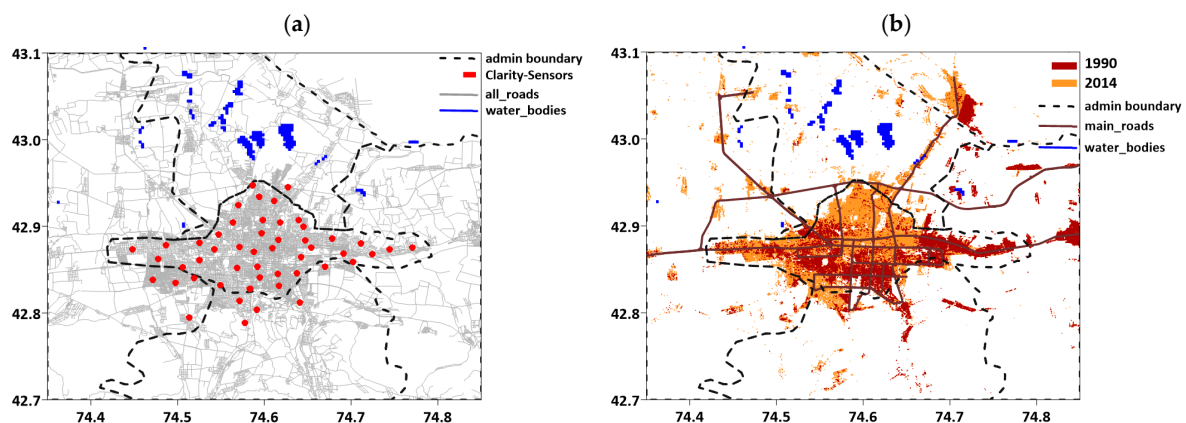 (a)
43.1
43.0
42.9
42.8
42.7
74.4 74.5 74.6 74.7 74.8
admin boundary
Clarity-Sensors
all_roads
water_bodies
(b)
43.1
43.0
42.9
42.8
42.7
74.4 74.5 74.6 74.7 74.8
1990
2014
admin boundary
main_roads
water_bodies